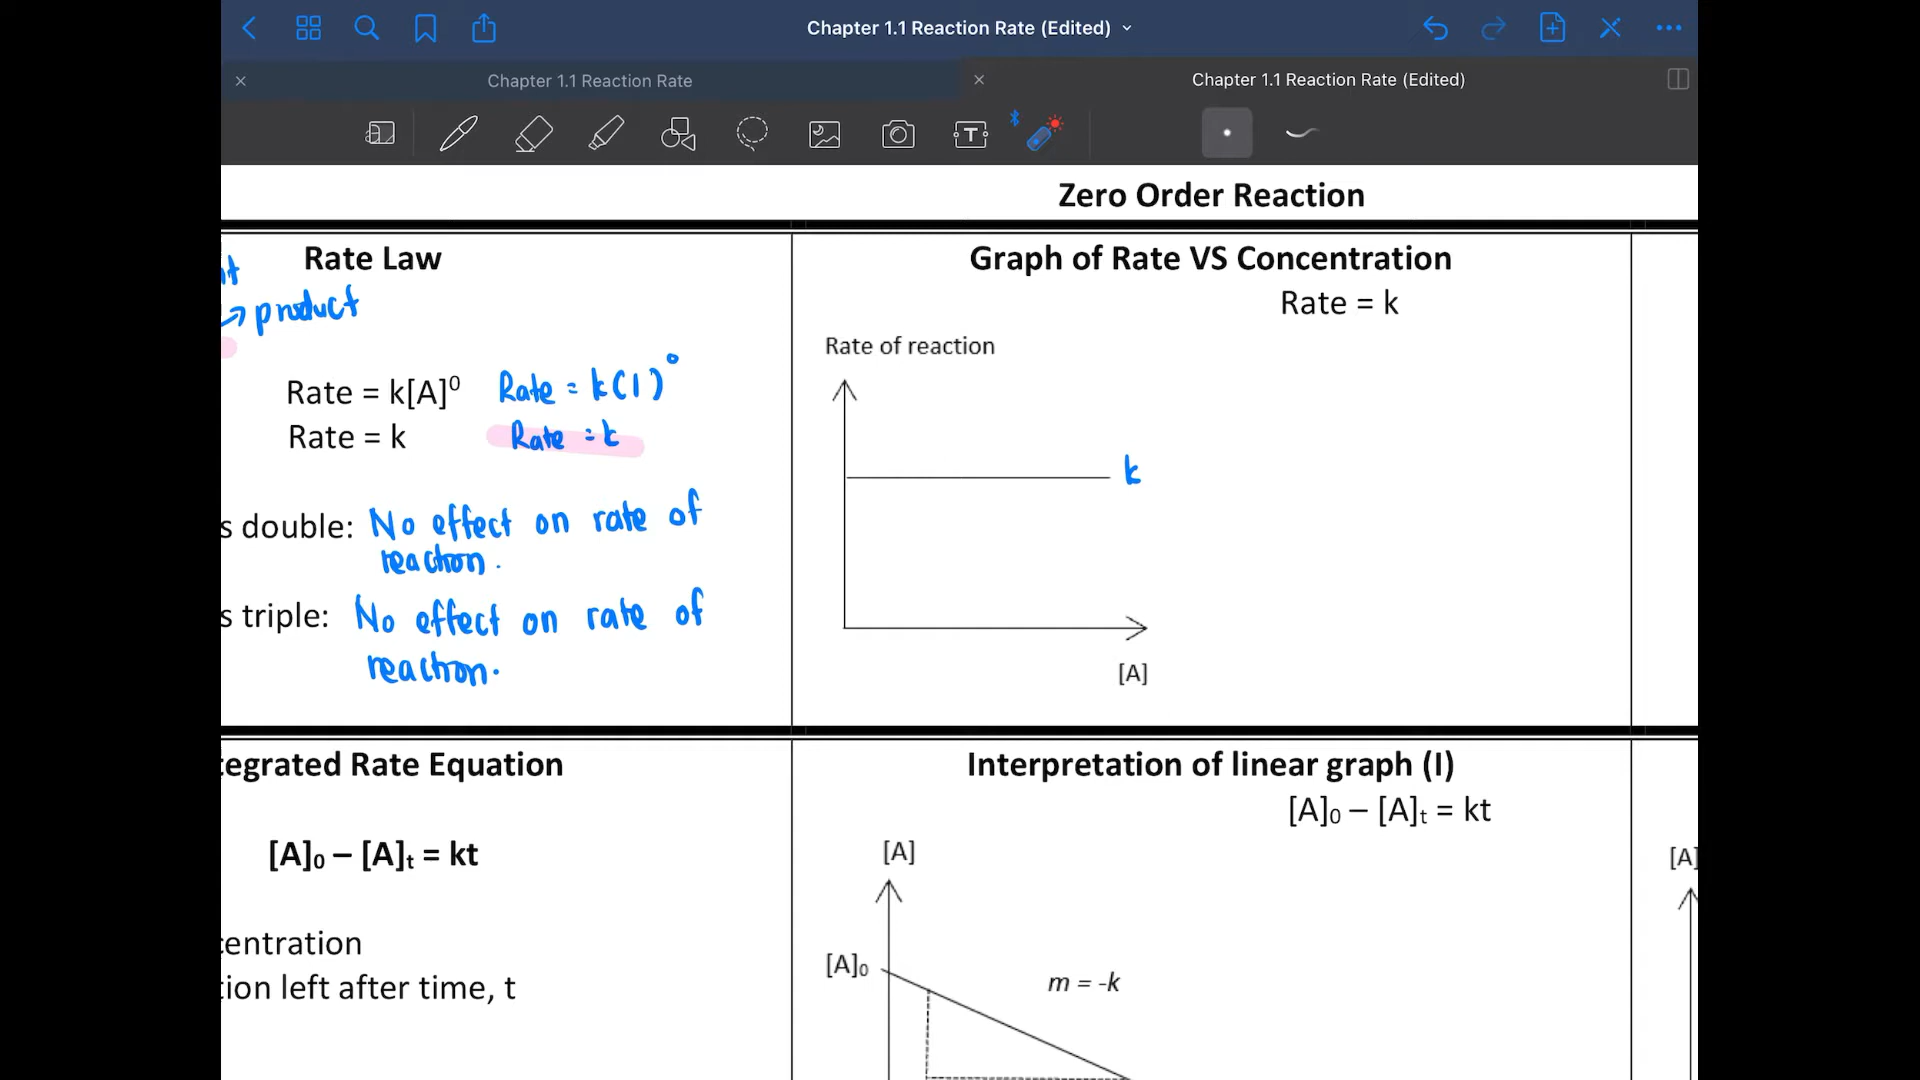 Chapter 1.1 Reaction Rate (Edited)
Chapter 1.1 Reaction Rate
Chapter 1.1 Reaction Rate (Edited)
Zero Order Reaction
Rate Law
→ product
Rate = k[A]⁰ Rate = k(1)⁰
Rate = k Rate = k
s double: No effect on rate of
reaction.
s triple: No effect on rate of
reaction.
Graph of Rate VS Concentration
Rate = k
Rate of reaction
k
[A]
tegrated Rate Equation
[A]₀ – [A]ₜ = kt
centration
tion left after time, t
Interpretation of linear graph (I)
[A]₀ – [A]ₜ = kt
[A]
[A]₀
m = -k
[A]